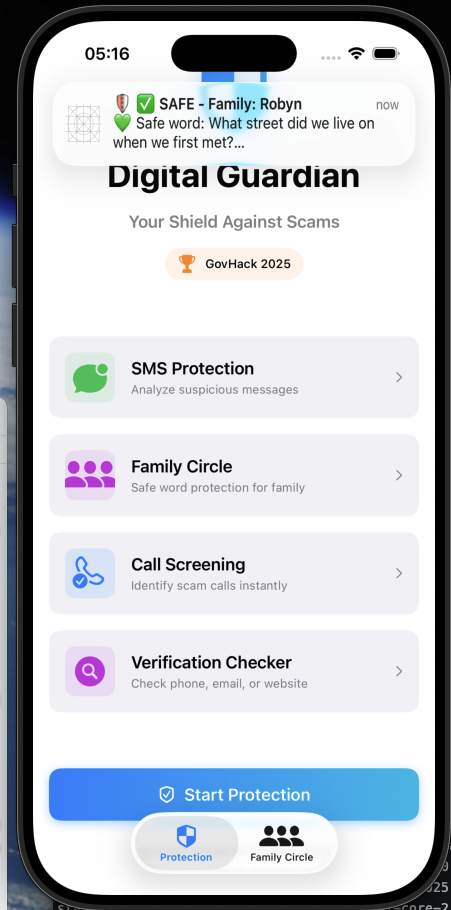 05:16
SAFE - Family: Robyn
now
Safe word: What street did we live on
when we first met?...
Digital Guardian
Your Shield Against Scams
GovHack 2025
SMS Protection
Analyze suspicious messages
Family Circle
Safe word protection for family
Call Screening
Identify scam calls instantly
Verification Checker
Check phone, email, or website
Start Protection
Protection
Family Circle